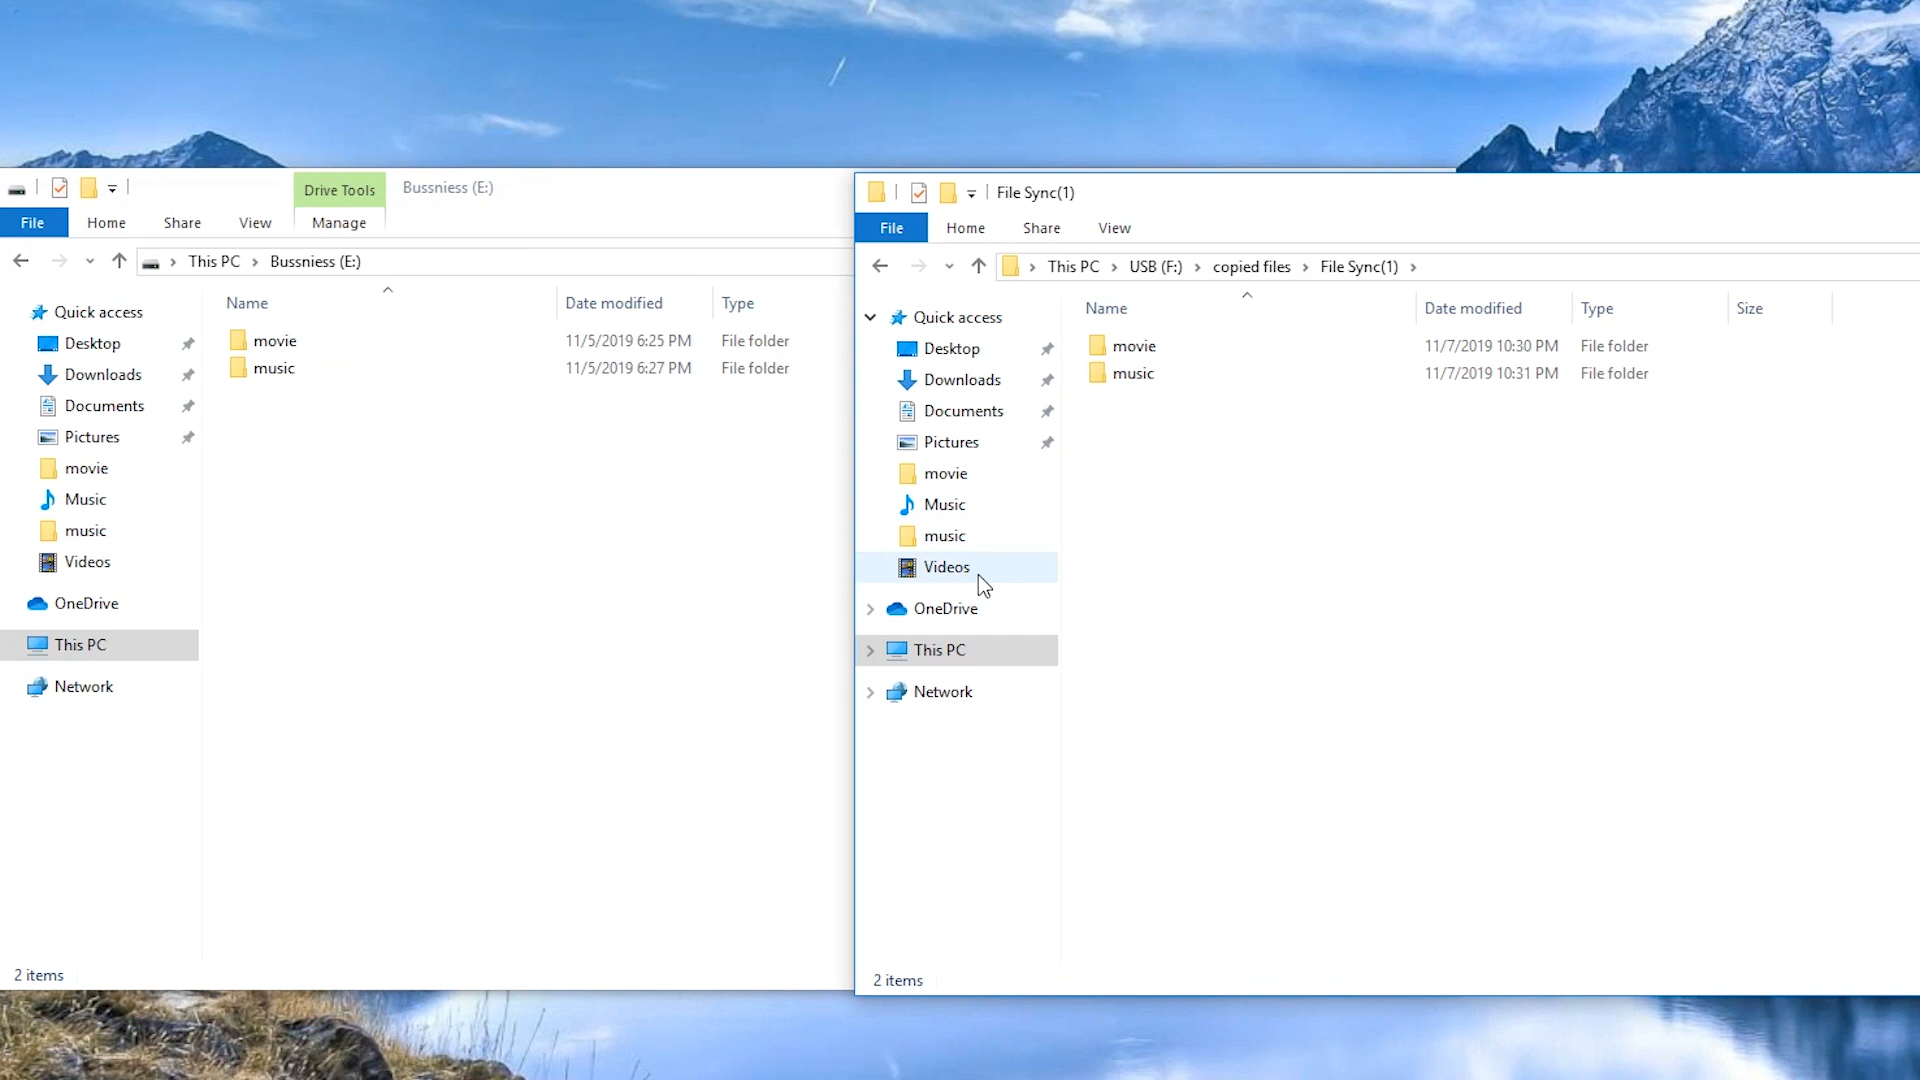 Drive Tools
Bussniess (E:)
File
Home
Share
View
Manage
This PC
Bussniess (E:)
Name
Date modified
Type
Quick access
Desktop
Downloads
Documents
Pictures
movie
Music
music
Videos
OneDrive
This PC
Network
movie 11/5/2019 6:25 PM File folder
music 11/5/2019 6:27 PM File folder
2 items
File Sync(1)
File
Home
Share
View
This PC
USB (F:)
copied files
File Sync(1)
Name
Date modified
Type
Size
Quick access
Desktop
Downloads
Documents
Pictures
movie
Music
music
Videos
OneDrive
This PC
Network
movie 11/7/2019 10:30 PM File folder
music 11/7/2019 10:31 PM File folder
2 items